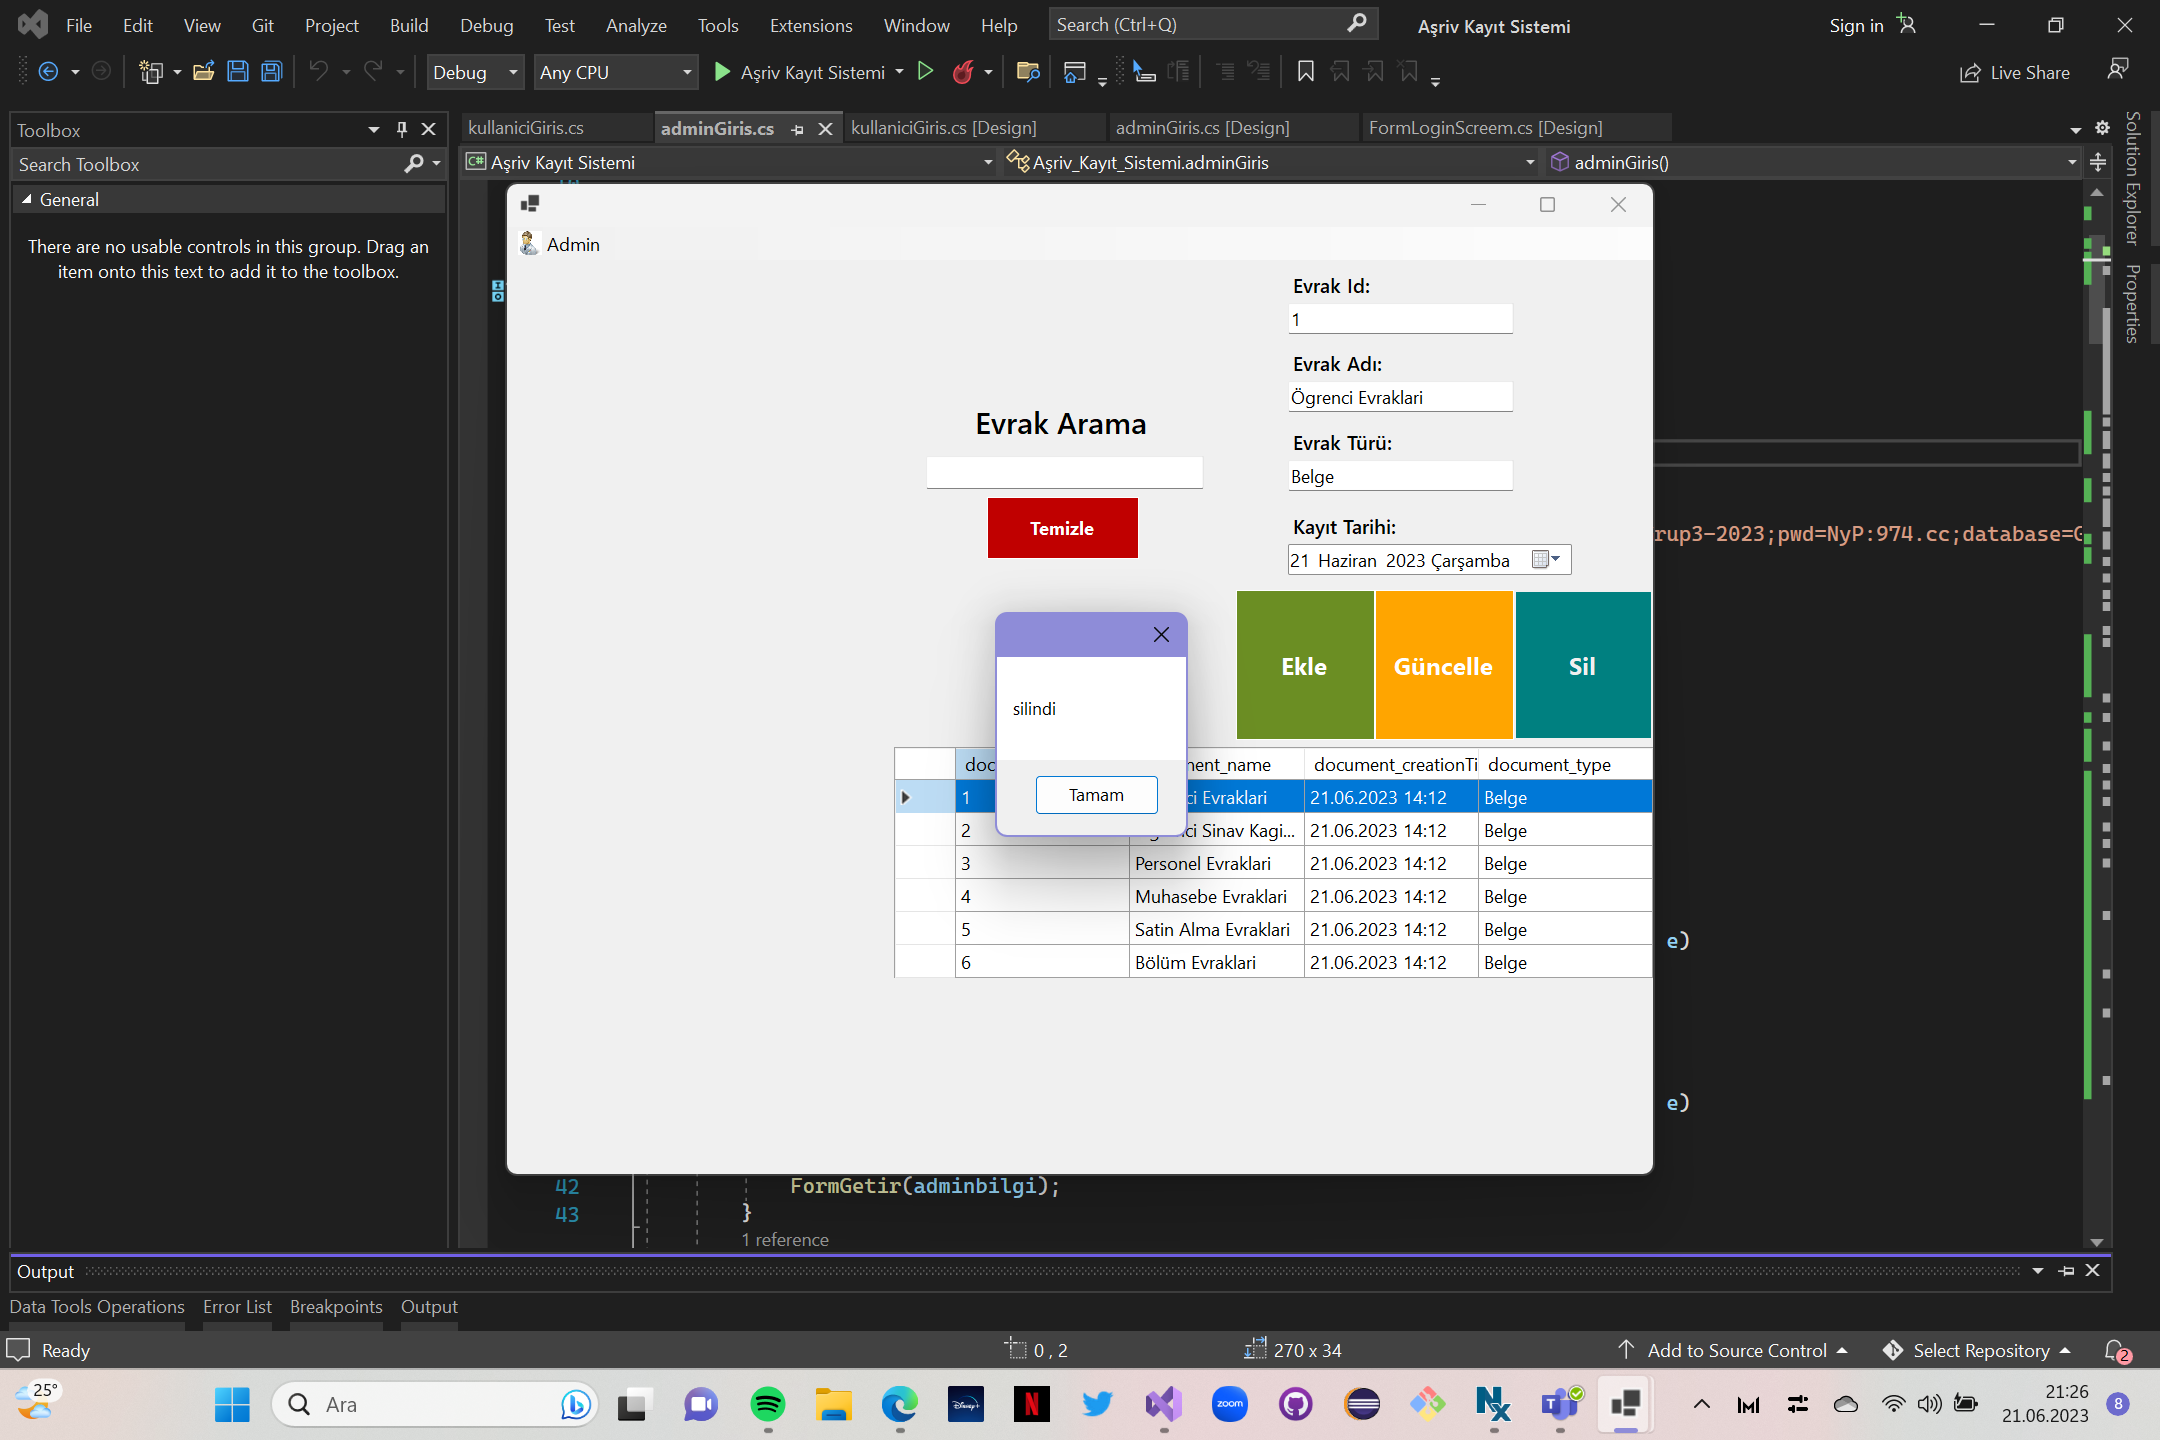 File Edit View Git Project Build Debug Test Analyze Tools Extensions Window Help Search (Ctrl+Q) Aşriv Kayıt Sistemi Sign in
Debug Any CPU Aşriv Kayıt Sistemi Live Share
Toolbox
Search Toolbox
General
There are no usable controls in this group. Drag an
item onto this text to add it to the toolbox.
kullaniciGiris.cs adminGiris.cs kullaniciGiris.cs [Design] adminGiris.cs [Design] FormLoginScreem.cs [Design]
Aşriv Kayıt Sistemi Aşriv_Kayıt_Sistemi.adminGiris adminGiris()
Solution Explorer
Properties
Admin
Evrak Id:
1
Evrak Adı:
Ögrenci Evraklari
Evrak Arama
Evrak Türü:
Belge
Temizle
Kayıt Tarihi:
21 Haziran 2023 Çarşamba
rup3-2023;pwd=NyP:974.cc;database=G
Ekle Güncelle Sil
silindi
Tamam
doc ment_name document_creationTi document_type
1 ci Evraklari 21.06.2023 14:12 Belge
2 ci Sinav Kagi... 21.06.2023 14:12 Belge
3 Personel Evraklari 21.06.2023 14:12 Belge
4 Muhasebe Evraklari 21.06.2023 14:12 Belge
5 Satin Alma Evraklari 21.06.2023 14:12 Belge
6 Bölüm Evraklari 21.06.2023 14:12 Belge
e)
e)
42 FormGetir(adminbilgi);
43 }
1 reference
Output
Data Tools Operations Error List Breakpoints Output
Ready 0 , 2 270 x 34 Add to Source Control Select Repository 2
25° Ara Disney+ N zoom 21:26
21.06.2023 8